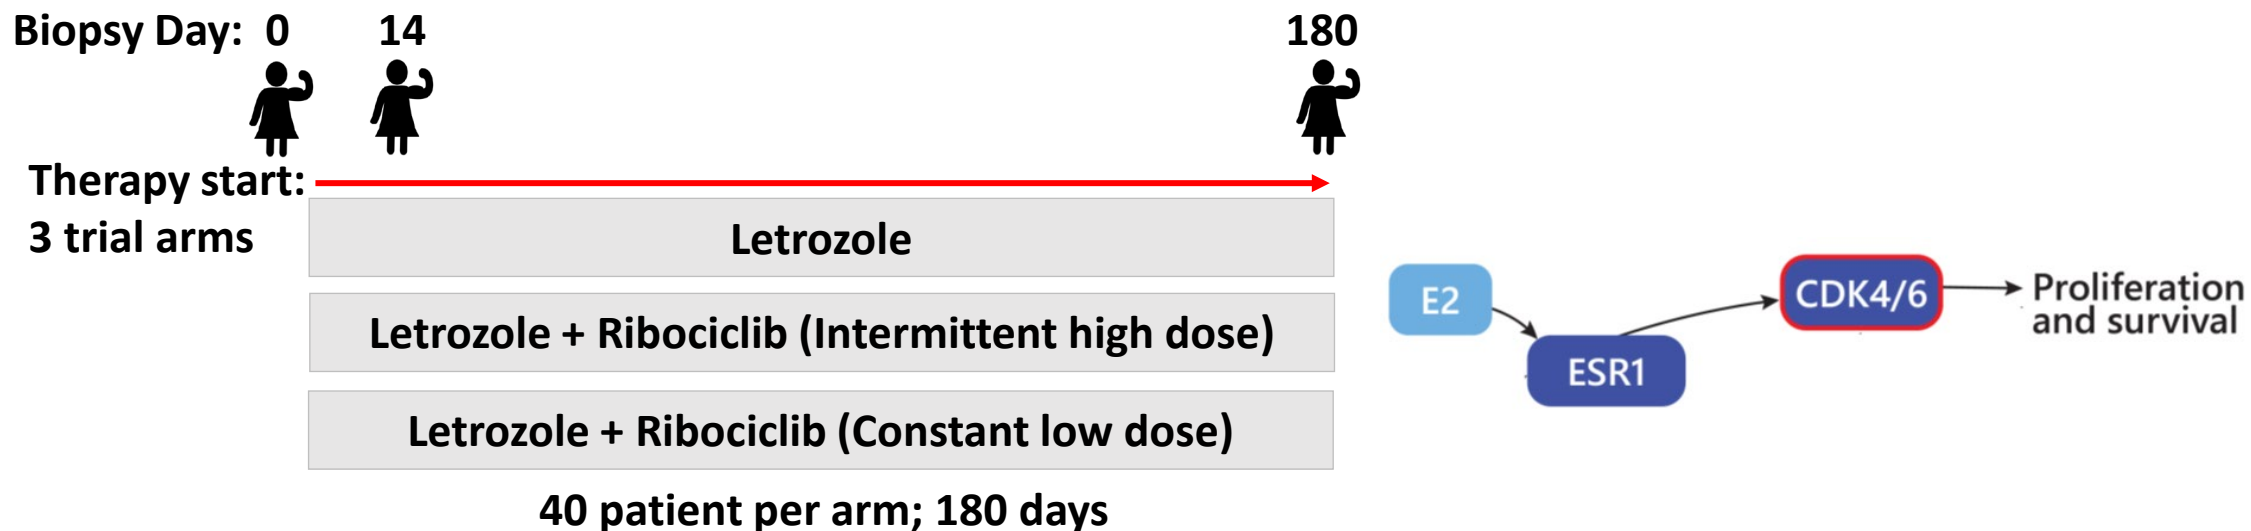 Biopsy Day: 0 14 180
Therapy start:
3 trial arms
Letrozole
Letrozole + Ribociclib (Intermittent high dose)
Letrozole + Ribociclib (Constant low dose)
40 patient per arm; 180 days
E2
ESR1
CDK4/6
Proliferation
and survival